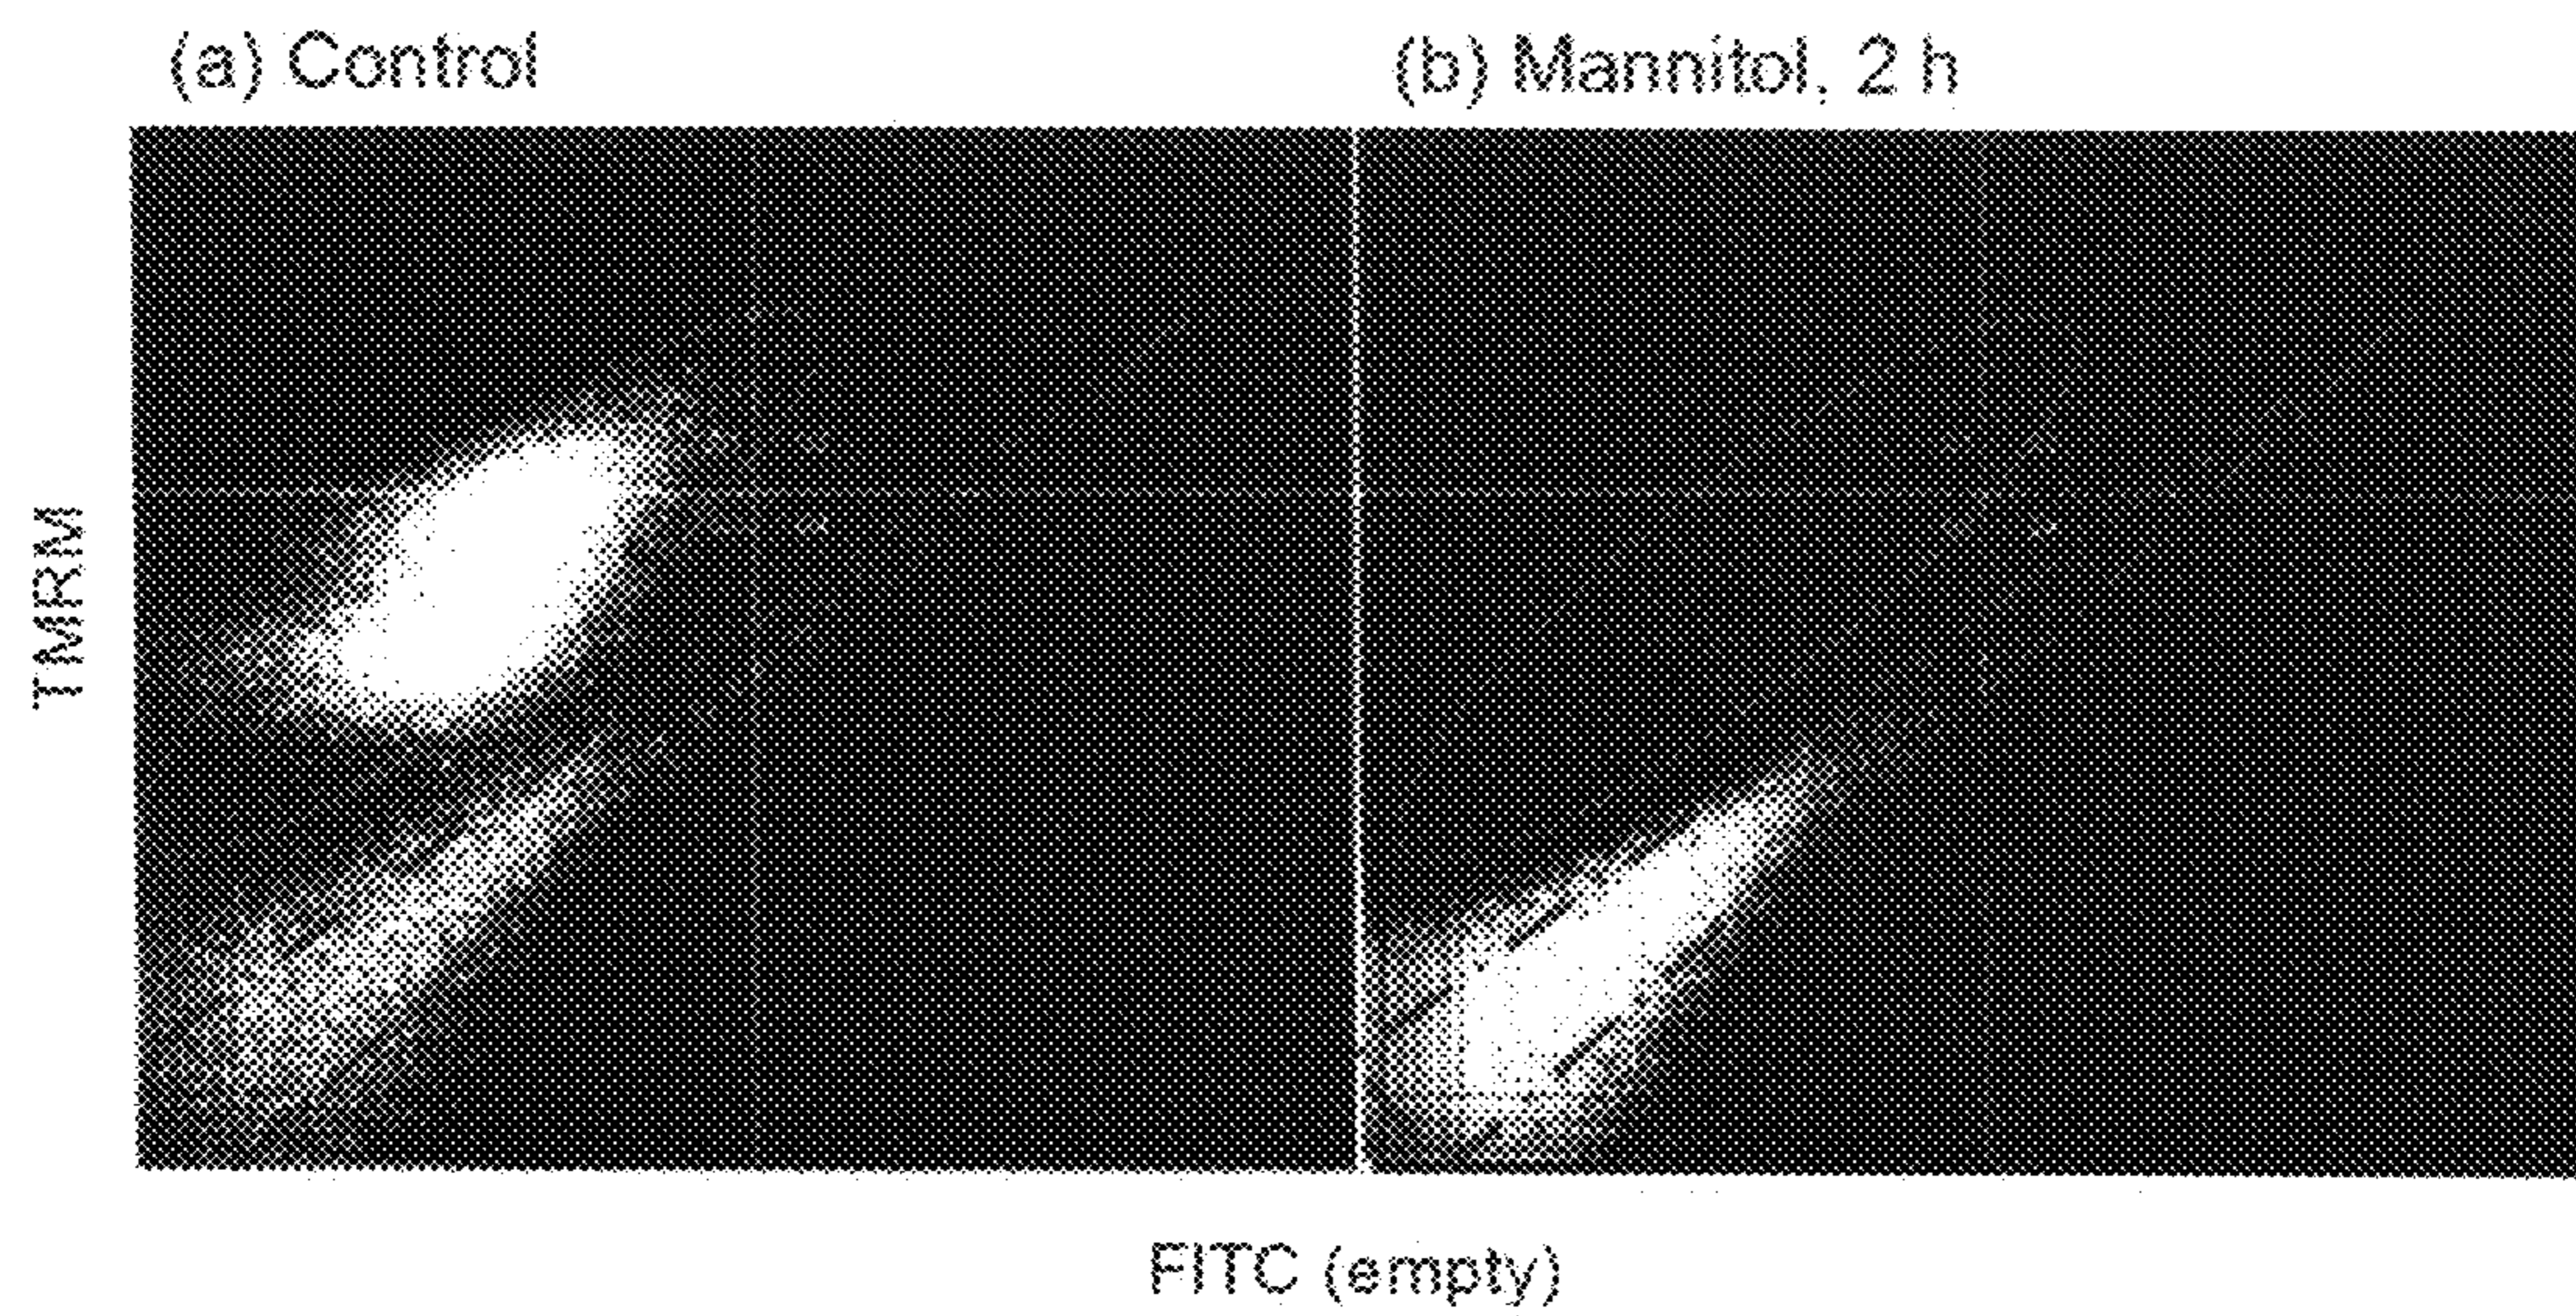 (a) Control
(b) Mannitol, 2 h
TMRM
FITC (empty)